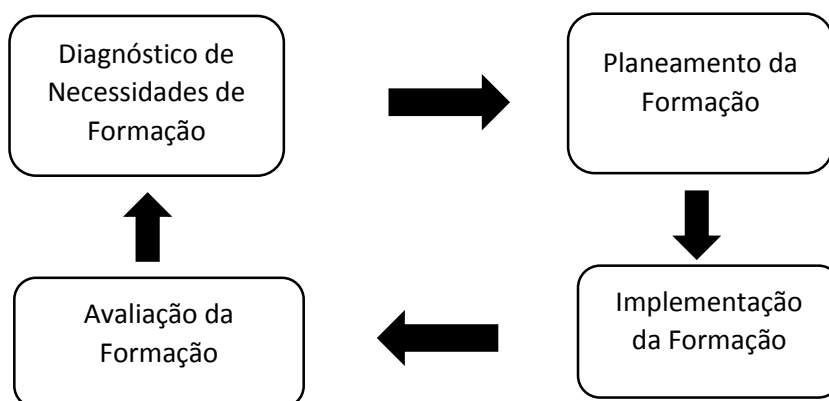 Diagnóstico de
Necessidades de
Formação
Planeamento da
Formação
Implementação
da Formação
Avaliação da
Formação